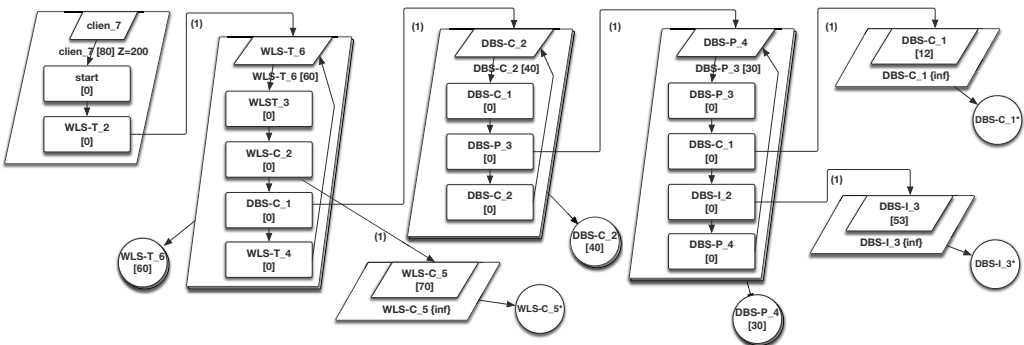 clien_7
clien_7 [80] Z=200
start
[0]
WLS-T_2
[0]
(1)
WLS-T_6
WLS-T_6 [60]
WLST_3
[0]
WLS-C_2
[0]
DBS-C_1
[0]
WLS-T_4
[0]
WLS-T_6
[60]
(1)
WLS-C_5
[70]
WLS-C_5 {inf}
WLS-C_5*
(1)
DBS-C_2
DBS-C_2 [40]
DBS-C_1
[0]
DBS-P_3
[0]
DBS-C_2
[0]
DBS-C_2
[40]
(1)
DBS-P_4
DBS-P_3 [30]
DBS-P_3
[0]
DBS-C_1
[0]
DBS-I_2
[0]
DBS-P_4
[0]
DBS-P_4
[30]
(1)
DBS-C_1
[12]
DBS-C_1 {inf}
DBS-C_1*
(1)
DBS-I_3
[53]
DBS-I_3 {inf}
DBS-I_3*